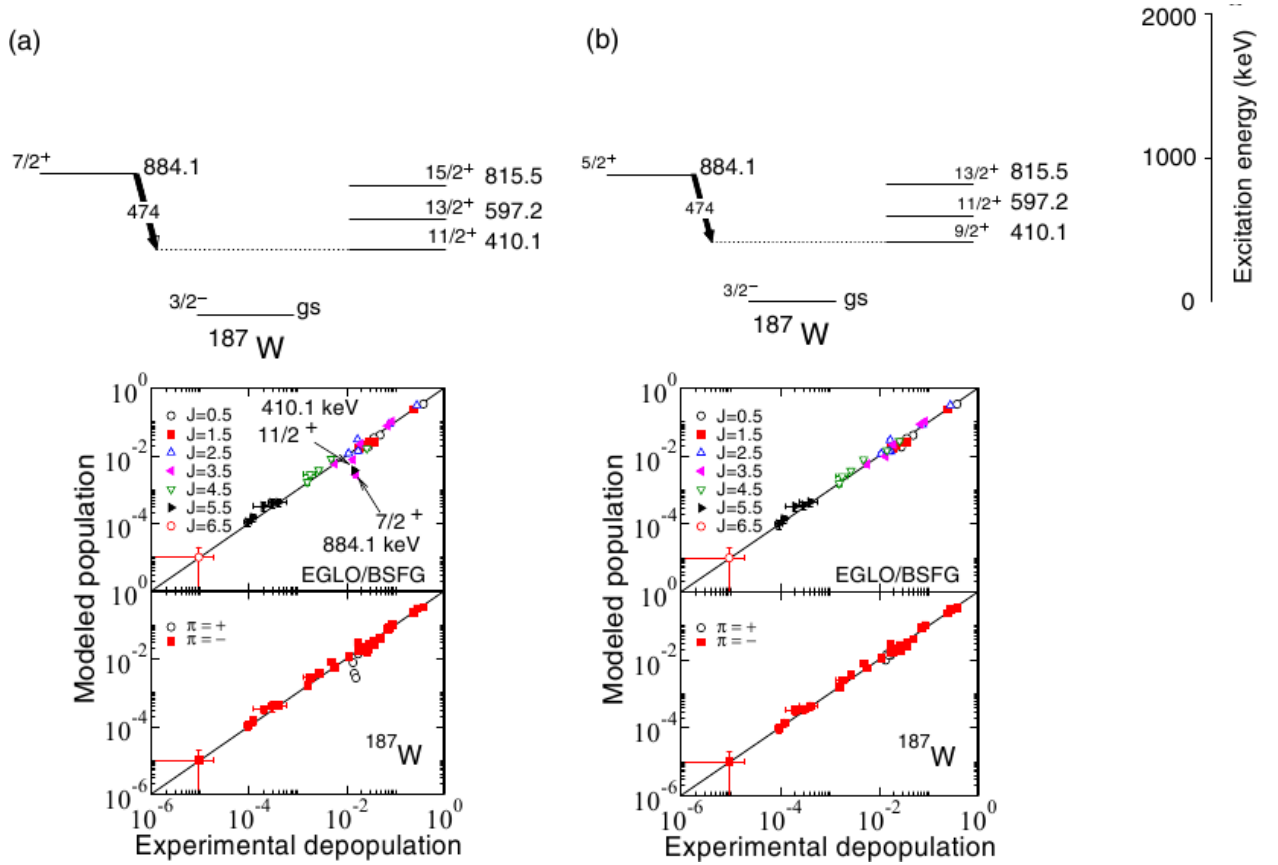 (a)
7/2+
884.1
474
15/2+ 815.5
13/2+ 597.2
11/2+ 410.1
3/2− gs
187 W
(b)
5/2+
884.1
474
13/2+ 815.5
11/2+ 597.2
9/2+ 410.1
3/2− gs
187 W
2000
1000
0
Excitation energy (keV)
10^0
10^-2
10^-4
10^0
10^-2
10^-4
10^-6
Modeled population
J=0.5
J=1.5
J=2.5
J=3.5
J=4.5
J=5.5
J=6.5
410.1 keV
11/2 +
7/2 +
884.1 keV
EGLO/BSFG
π = +
π = −
187W
10^-6 10^-4 10^-2 10^0
Experimental depopulation
10^0
10^-2
10^-4
10^0
10^-2
10^-4
10^-6
Modeled population
J=0.5
J=1.5
J=2.5
J=3.5
J=4.5
J=5.5
J=6.5
EGLO/BSFG
π = +
π = −
187W
10^-6 10^-4 10^-2 10^0
Experimental depopulation